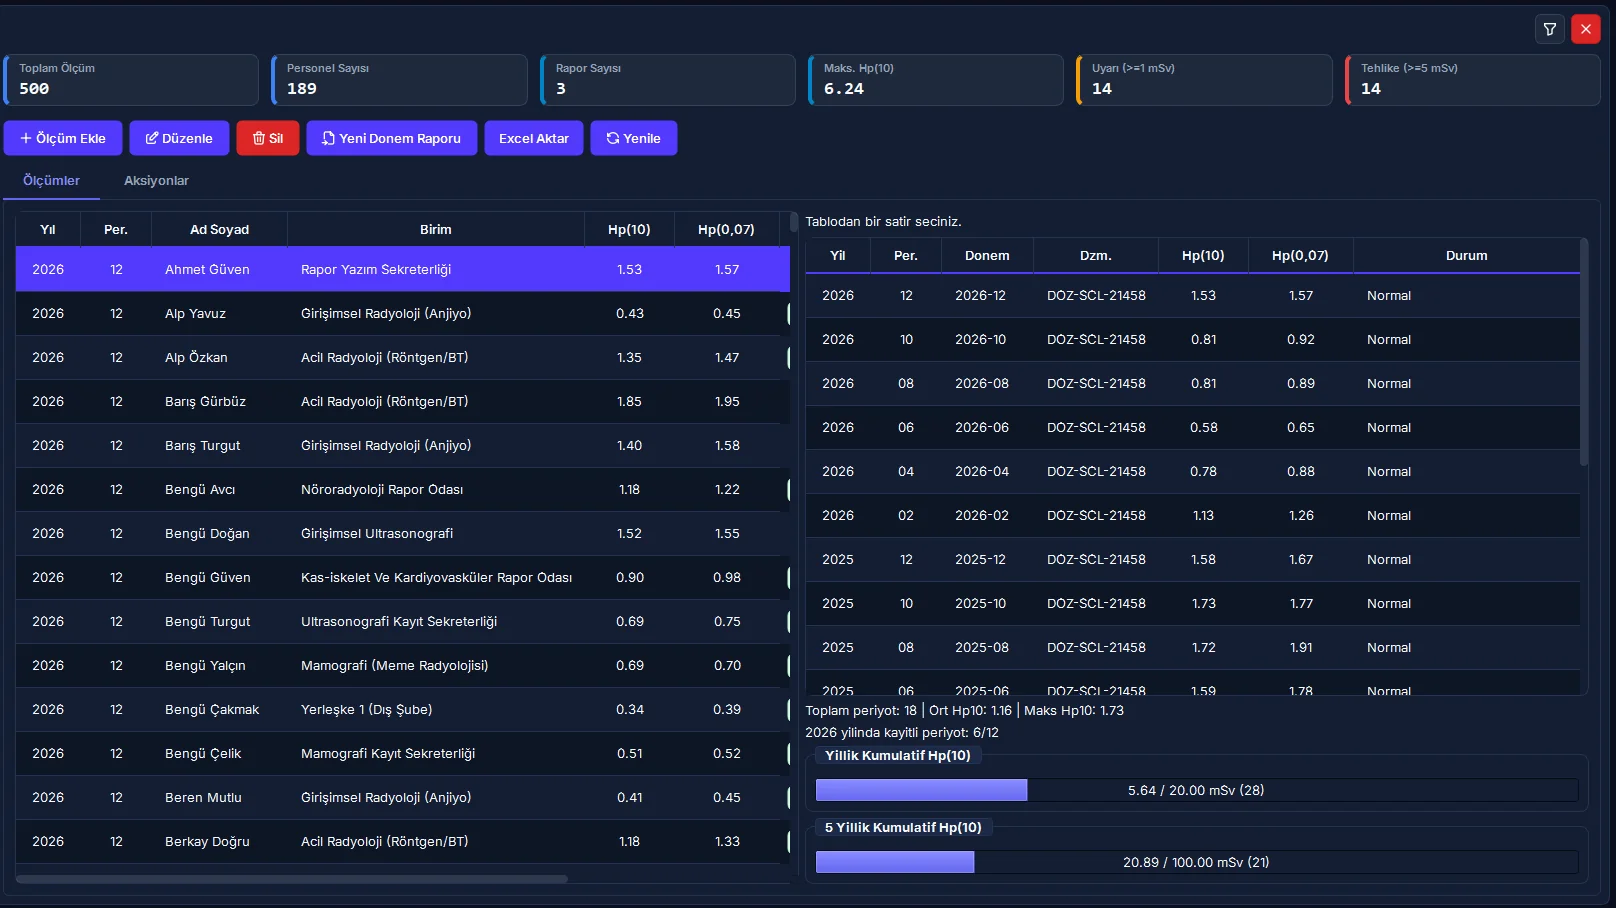 Toplam Ölçüm
500
Personel Sayısı
189
Rapor Sayısı
3
Maks. Hp(10)
6.24
Uyarı (>=1 mSv)
14
Tehlike (>=5 mSv)
14
Ölçüm Ekle
Düzenle
Sil
Yeni Donem Raporu
Excel Aktar
Yenile
Ölçümler
Aksiyonlar
Yıl Per. Ad Soyad Birim Hp(10) Hp(0,07)
2026 12 Ahmet Güven Rapor Yazım Sekreterliği 1.53 1.57
2026 12 Alp Yavuz Girişimsel Radyoloji (Anjiyo) 0.43 0.45
2026 12 Alp Özkan Acil Radyoloji (Röntgen/BT) 1.35 1.47
2026 12 Barış Gürbüz Acil Radyoloji (Röntgen/BT) 1.85 1.95
2026 12 Barış Turgut Girişimsel Radyoloji (Anjiyo) 1.40 1.58
2026 12 Bengü Avcı Nöroradyoloji Rapor Odası 1.18 1.22
2026 12 Bengü Doğan Girişimsel Ultrasonografi 1.52 1.55
2026 12 Bengü Güven Kas-iskelet Ve Kardiyovasküler Rapor Odası 0.90 0.98
2026 12 Bengü Turgut Ultrasonografi Kayıt Sekreterliği 0.69 0.75
2026 12 Bengü Yalçın Mamografi (Meme Radyolojisi) 0.69 0.70
2026 12 Bengü Çakmak Yerleşke 1 (Dış Şube) 0.34 0.39
2026 12 Bengü Çelik Mamografi Kayıt Sekreterliği 0.51 0.52
2026 12 Beren Mutlu Girişimsel Radyoloji (Anjiyo) 0.41 0.45
2026 12 Berkay Doğru Acil Radyoloji (Röntgen/BT) 1.18 1.33
Tablodan bir satir seciniz.
Yil Per. Donem Dzm. Hp(10) Hp(0,07) Durum
2026 12 2026-12 DOZ-SCL-21458 1.53 1.57 Normal
2026 10 2026-10 DOZ-SCL-21458 0.81 0.92 Normal
2026 08 2026-08 DOZ-SCL-21458 0.81 0.89 Normal
2026 06 2026-06 DOZ-SCL-21458 0.58 0.65 Normal
2026 04 2026-04 DOZ-SCL-21458 0.78 0.88 Normal
2026 02 2026-02 DOZ-SCL-21458 1.13 1.26 Normal
2025 12 2025-12 DOZ-SCL-21458 1.58 1.67 Normal
2025 10 2025-10 DOZ-SCL-21458 1.73 1.77 Normal
2025 08 2025-08 DOZ-SCL-21458 1.72 1.91 Normal
2025 06 2025-06 DOZ-SCL-21458 1.59 1.78 Normal
Toplam periyot: 18 | Ort Hp10: 1.16 | Maks Hp10: 1.73
2026 yilinda kayitli periyot: 6/12
Yillik Kumulatif Hp(10)
5.64 / 20.00 mSv (28)
5 Yillik Kumulatif Hp(10)
20.89 / 100.00 mSv (21)